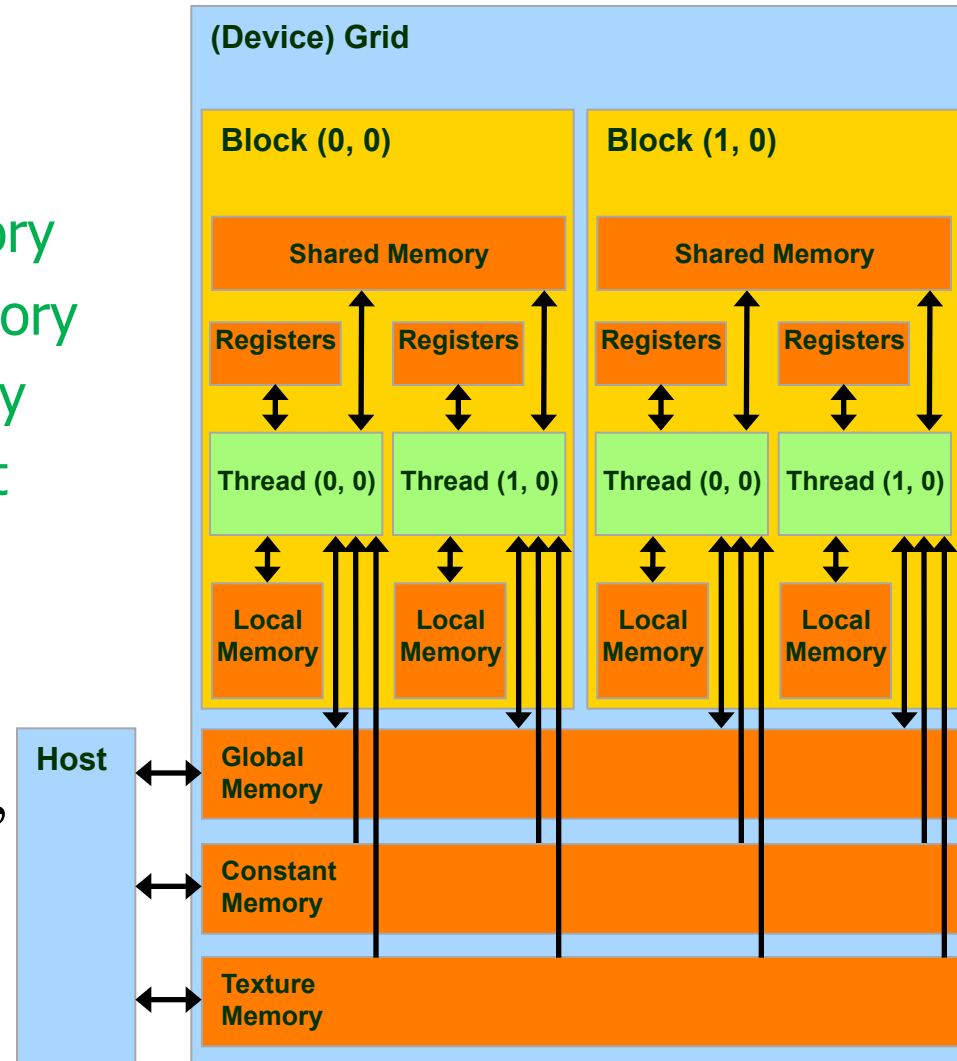 (Device) Grid
Block (0, 0)
Block (1, 0)
ory
ory
y
t
Shared Memory
Shared Memory
Registers
Registers
Registers
Registers
Thread (0, 0)
Thread (1, 0)
Thread (0, 0)
Thread (1, 0)
Local
Memory
Local
Memory
Local
Memory
Local
Memory
,
Host
Global
Memory
Constant
Memory
Texture
Memory